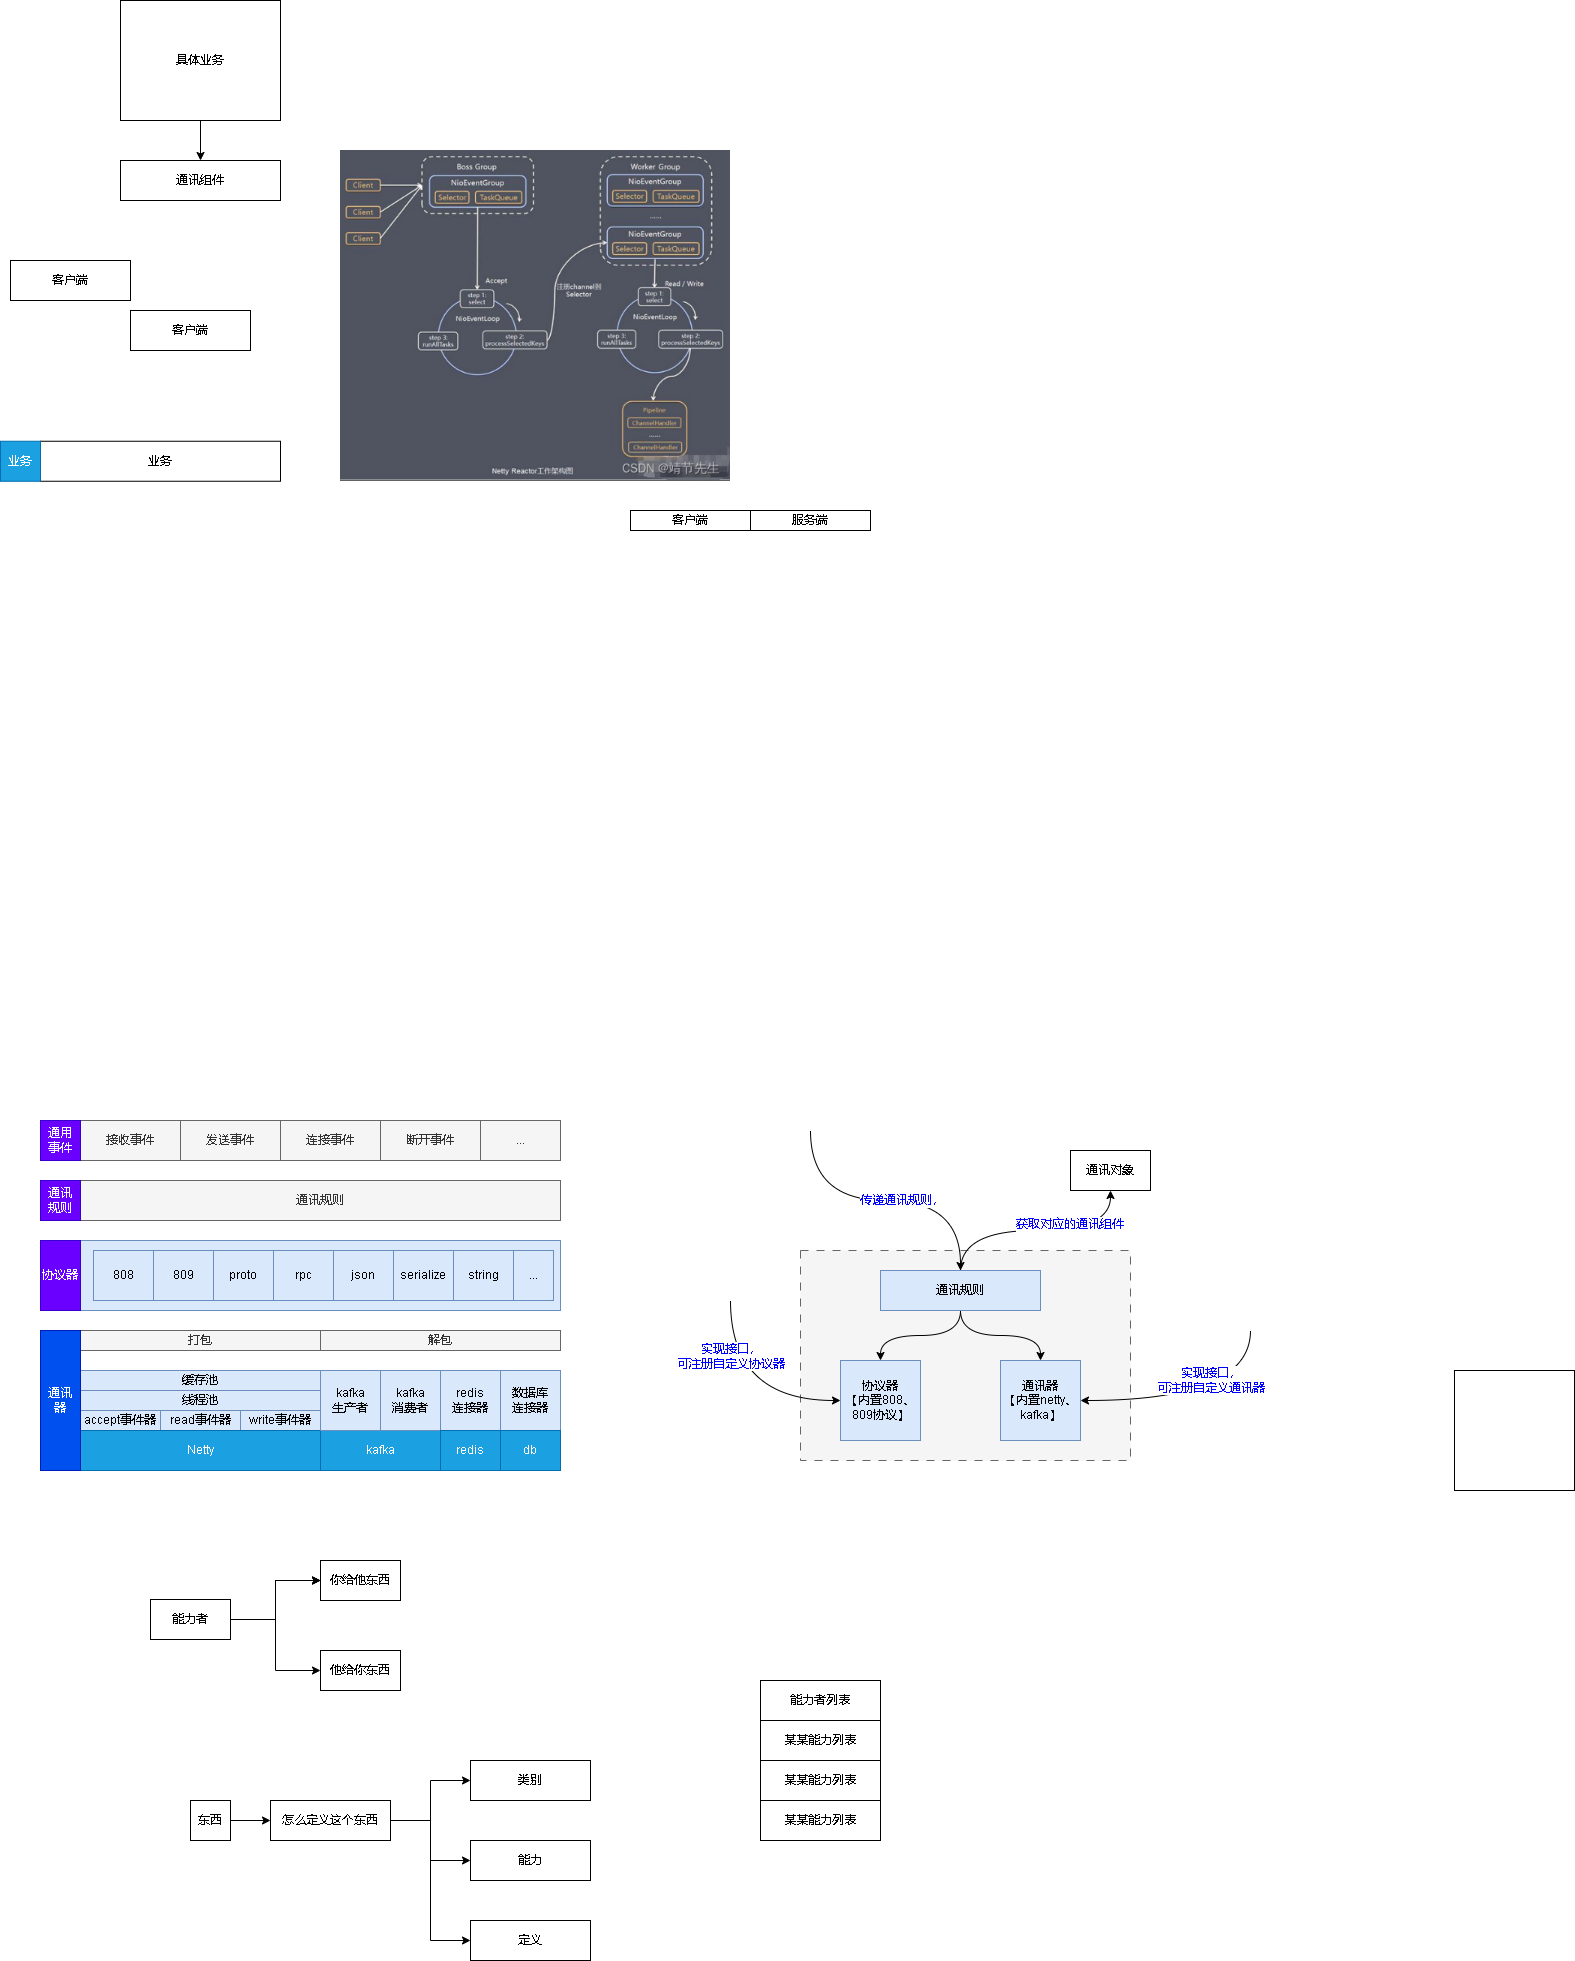 具体业务
通讯组件
客户端
客户端
业务
业务
Boss Group
NioEventGroup
Selector
TaskQueue
Client
Client
Client
Worker Group
NioEventGroup
Selector
TaskQueue
......
NioEventGroup
Selector
TaskQueue
Accept
注册channel到
Selector
Read / Write
step 1:
select
NioEventLoop
step 3:
runAllTasks
step 2:
processSelectedKeys
step 1:
select
NioEventLoop
step 3:
runAllTasks
step 2:
processSelectedKeys
Pipeline
ChannelHandler
......
ChannelHandler
Netty Reactor工作架构图
CSDN @靖节先生
客户端
服务端
通用
事件
接收事件
发送事件
连接事件
断开事件
...
通讯
规则
通讯规则
协议器
808
809
proto
rpc
json
serialize
string
...
通讯
器
打包
解包
缓存池
线程池
accept事件器
read事件器
write事件器
kafka
生产者
kafka
消费者
redis
连接器
数据库
连接器
Netty
kafka
redis
db
传递通讯规则,
通讯对象
获取对应的通讯组件
通讯规则
实现接口,
可注册自定义协议器
协议器
【内置808、
809协议】
通讯器
【内置netty、
kafka】
实现接口,
可注册自定义通讯器
能力者
你给他东西
他给你东西
能力者列表
某某能力列表
某某能力列表
某某能力列表
东西
怎么定义这个东西
类别
能力
定义